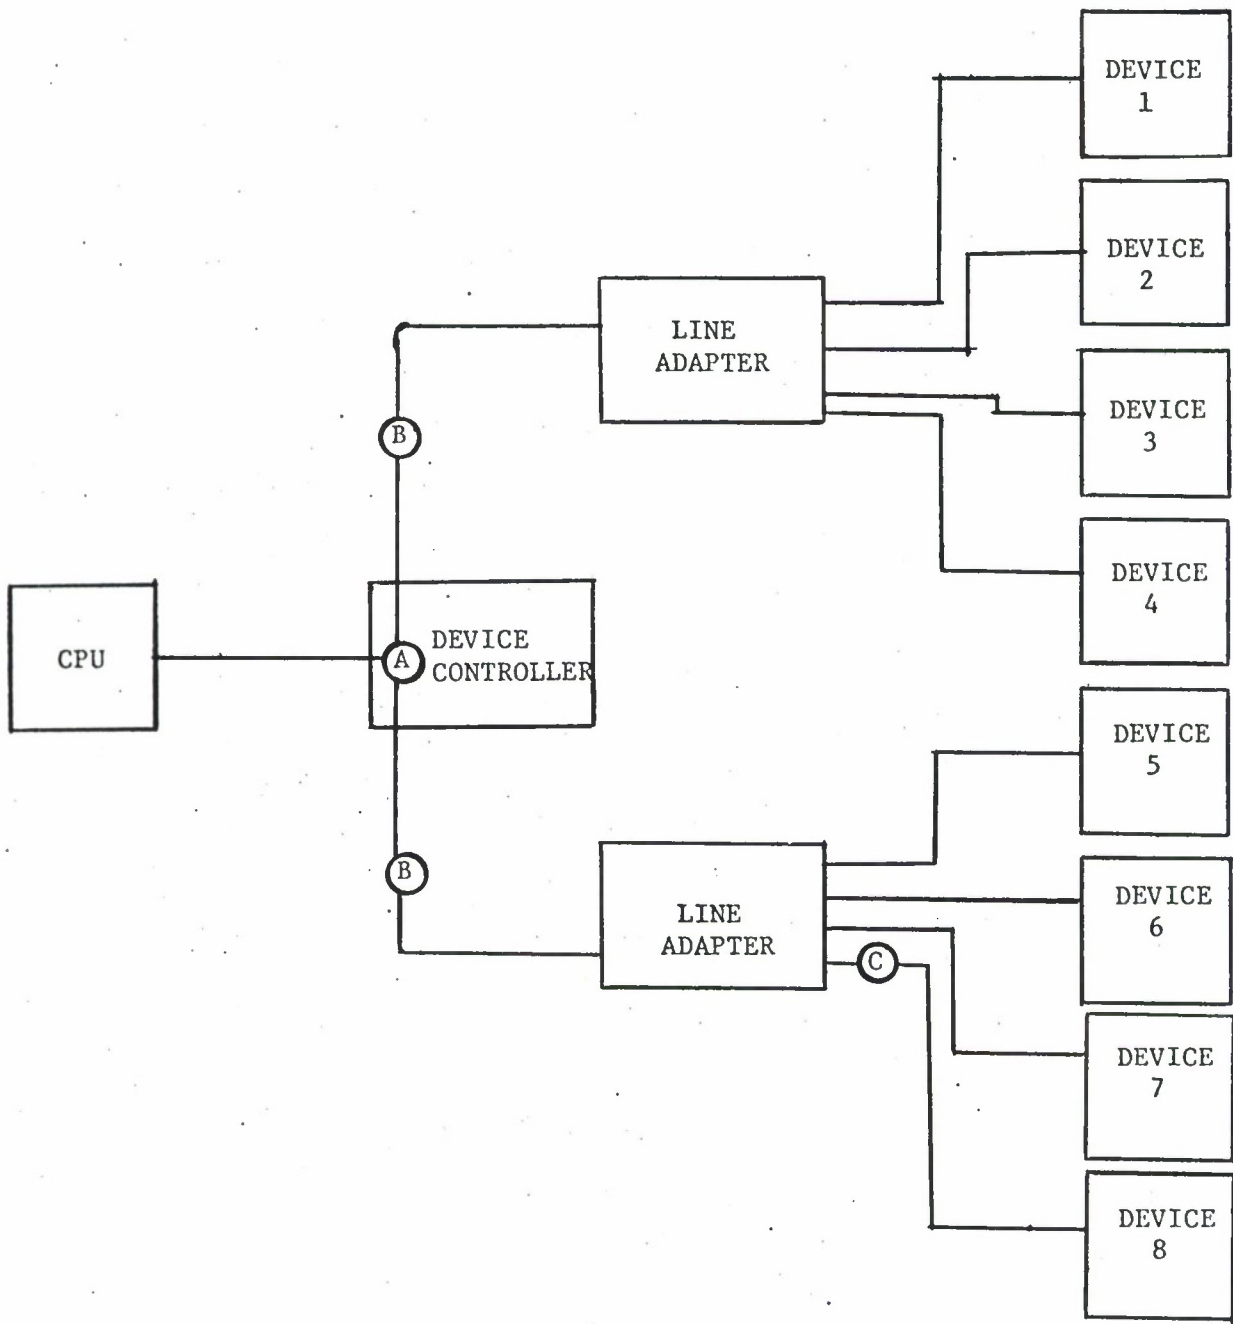 DEVICE
1
DEVICE
2
LINE
ADAPTER
DEVICE
3
B
DEVICE
4
CPU
A
DEVICE
CONTROLLER
DEVICE
5
B
LINE
ADAPTER
DEVICE
6
C
DEVICE
7
DEVICE
8